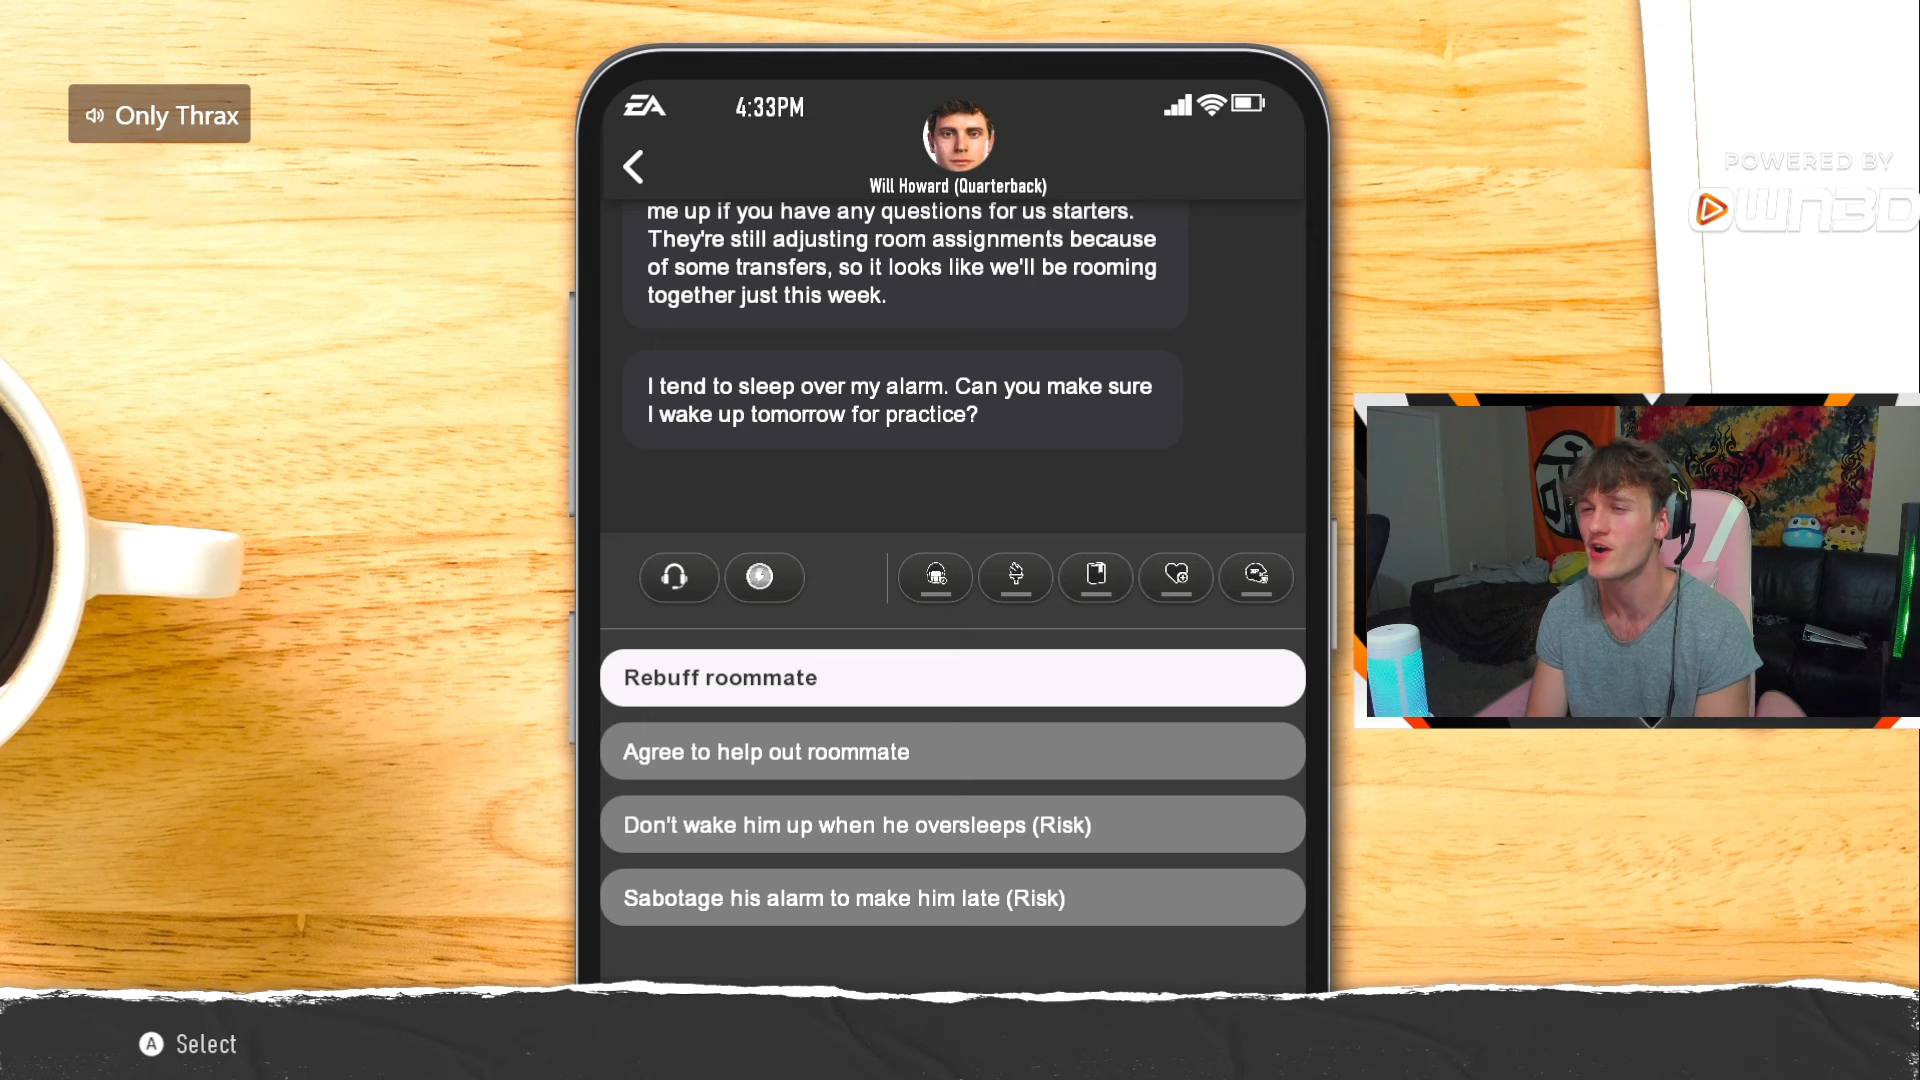 Only Thrax
EA
4:33PM
Will Howard (Quarterback)
me up if you have any questions for us starters.
They're still adjusting room assignments because
of some transfers, so it looks like we'll be rooming
together just this week.
I tend to sleep over my alarm. Can you make sure
I wake up tomorrow for practice?
Rebuff roommate
Agree to help out roommate
Don't wake him up when he oversleeps (Risk)
Sabotage his alarm to make him late (Risk)
A Select
POWERED BY
OWN3D